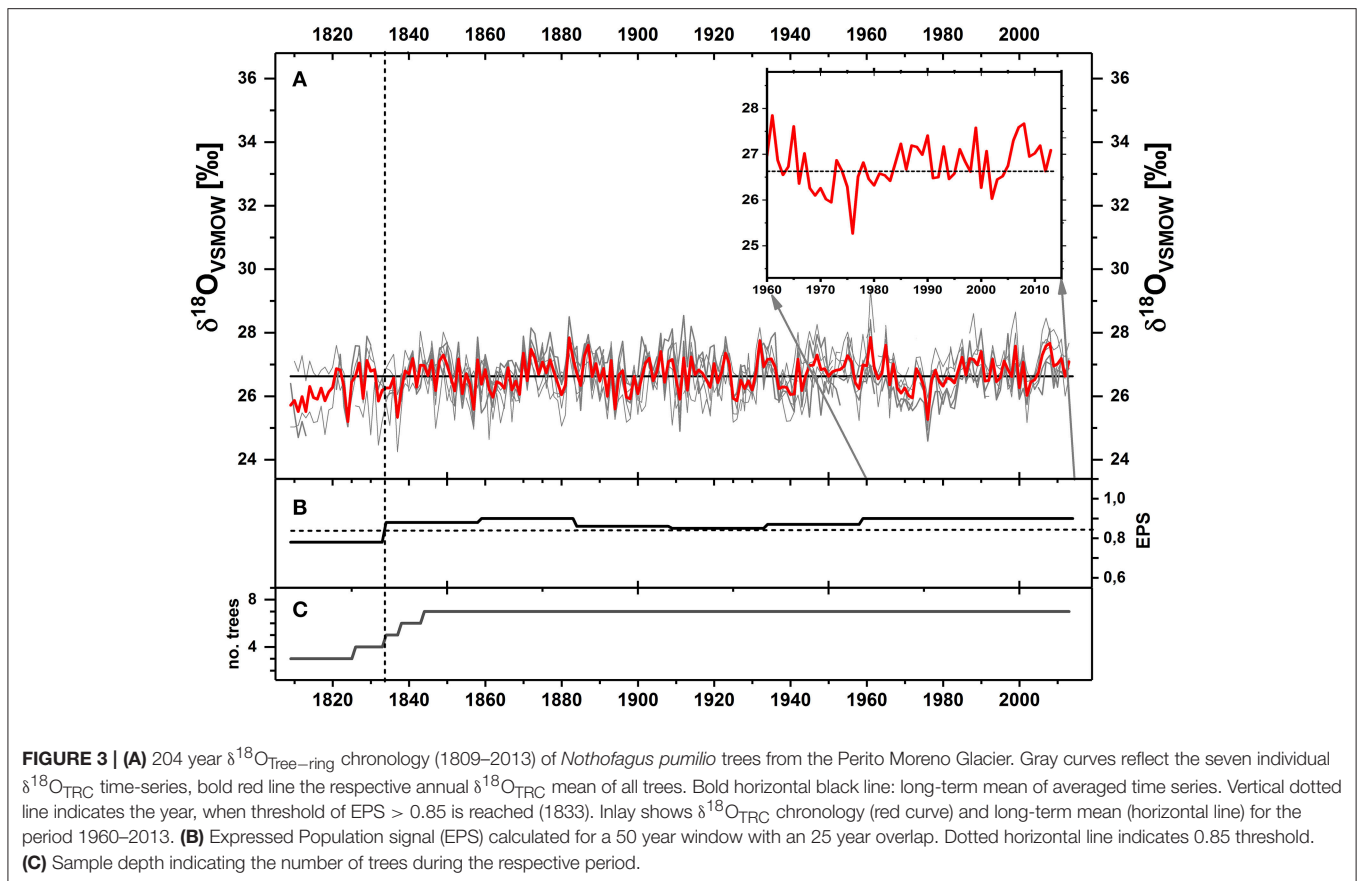 1820 1840 1860 1880 1900 1920 1940 1960 1980 2000
A
36 34 32 30 28 26 24
δ18OVSMOW [‰]
28 27 26 25
1960 1970 1980 1990 2000 2010
36 34 32 30 28 26 24
δ18OVSMOW [‰]
B
1,0 0,8 0,6
EPS
C
8 4
no. trees
1820 1840 1860 1880 1900 1920 1940 1960 1980 2000
FIGURE 3 | (A) 204 year δ18OTree−ring chronology (1809–2013) of Nothofagus pumilio trees from the Perito Moreno Glacier. Gray curves reflect the seven individual
δ18OTRC time-series, bold red line the respective annual δ18OTRC mean of all trees. Bold horizontal black line: long-term mean of averaged time series. Vertical dotted
line indicates the year, when threshold of EPS > 0.85 is reached (1833). Inlay shows δ18OTRC chronology (red curve) and long-term mean (horizontal line) for the
period 1960–2013. (B) Expressed Population signal (EPS) calculated for a 50 year window with an 25 year overlap. Dotted horizontal line indicates 0.85 threshold.
(C) Sample depth indicating the number of trees during the respective period.